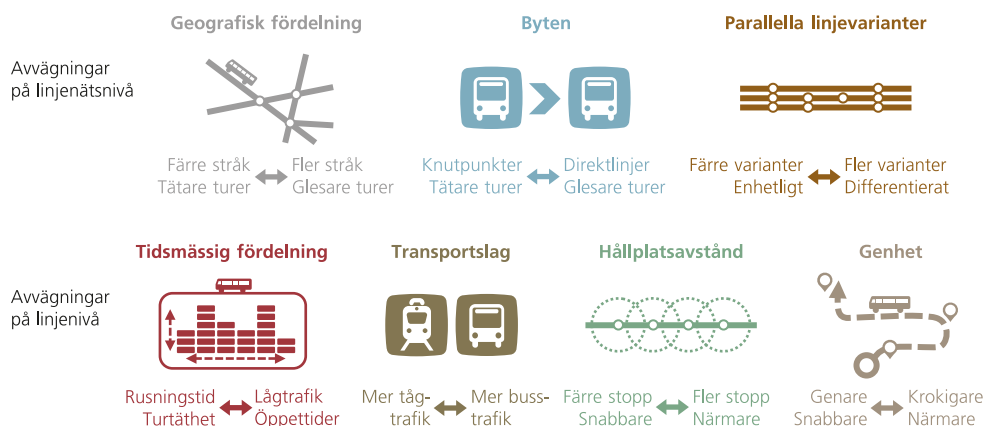 Geografisk fördelning
Byten
Parallella linjevarianter
Avvägningar
på linjenätsnivå
Färre stråk
Tätare turer
Fler stråk
Glesare turer
Knutpunkter
Tätare turer
Direktlinjer
Glesare turer
Färre varianter
Enhetligt
Fler varianter
Differentierat
Tidsmässig fördelning
Transportslag
Hållplatsavstånd
Genhet
Avvägningar
på linjenivå
Rusningstid
Turtäthet
Lågtrafik
Öppettider
Mer tåg-
trafik
Mer buss-
trafik
Färre stopp
Snabbare
Fler stopp
Närmare
Genare
Snabbare
Krokigare
Närmare